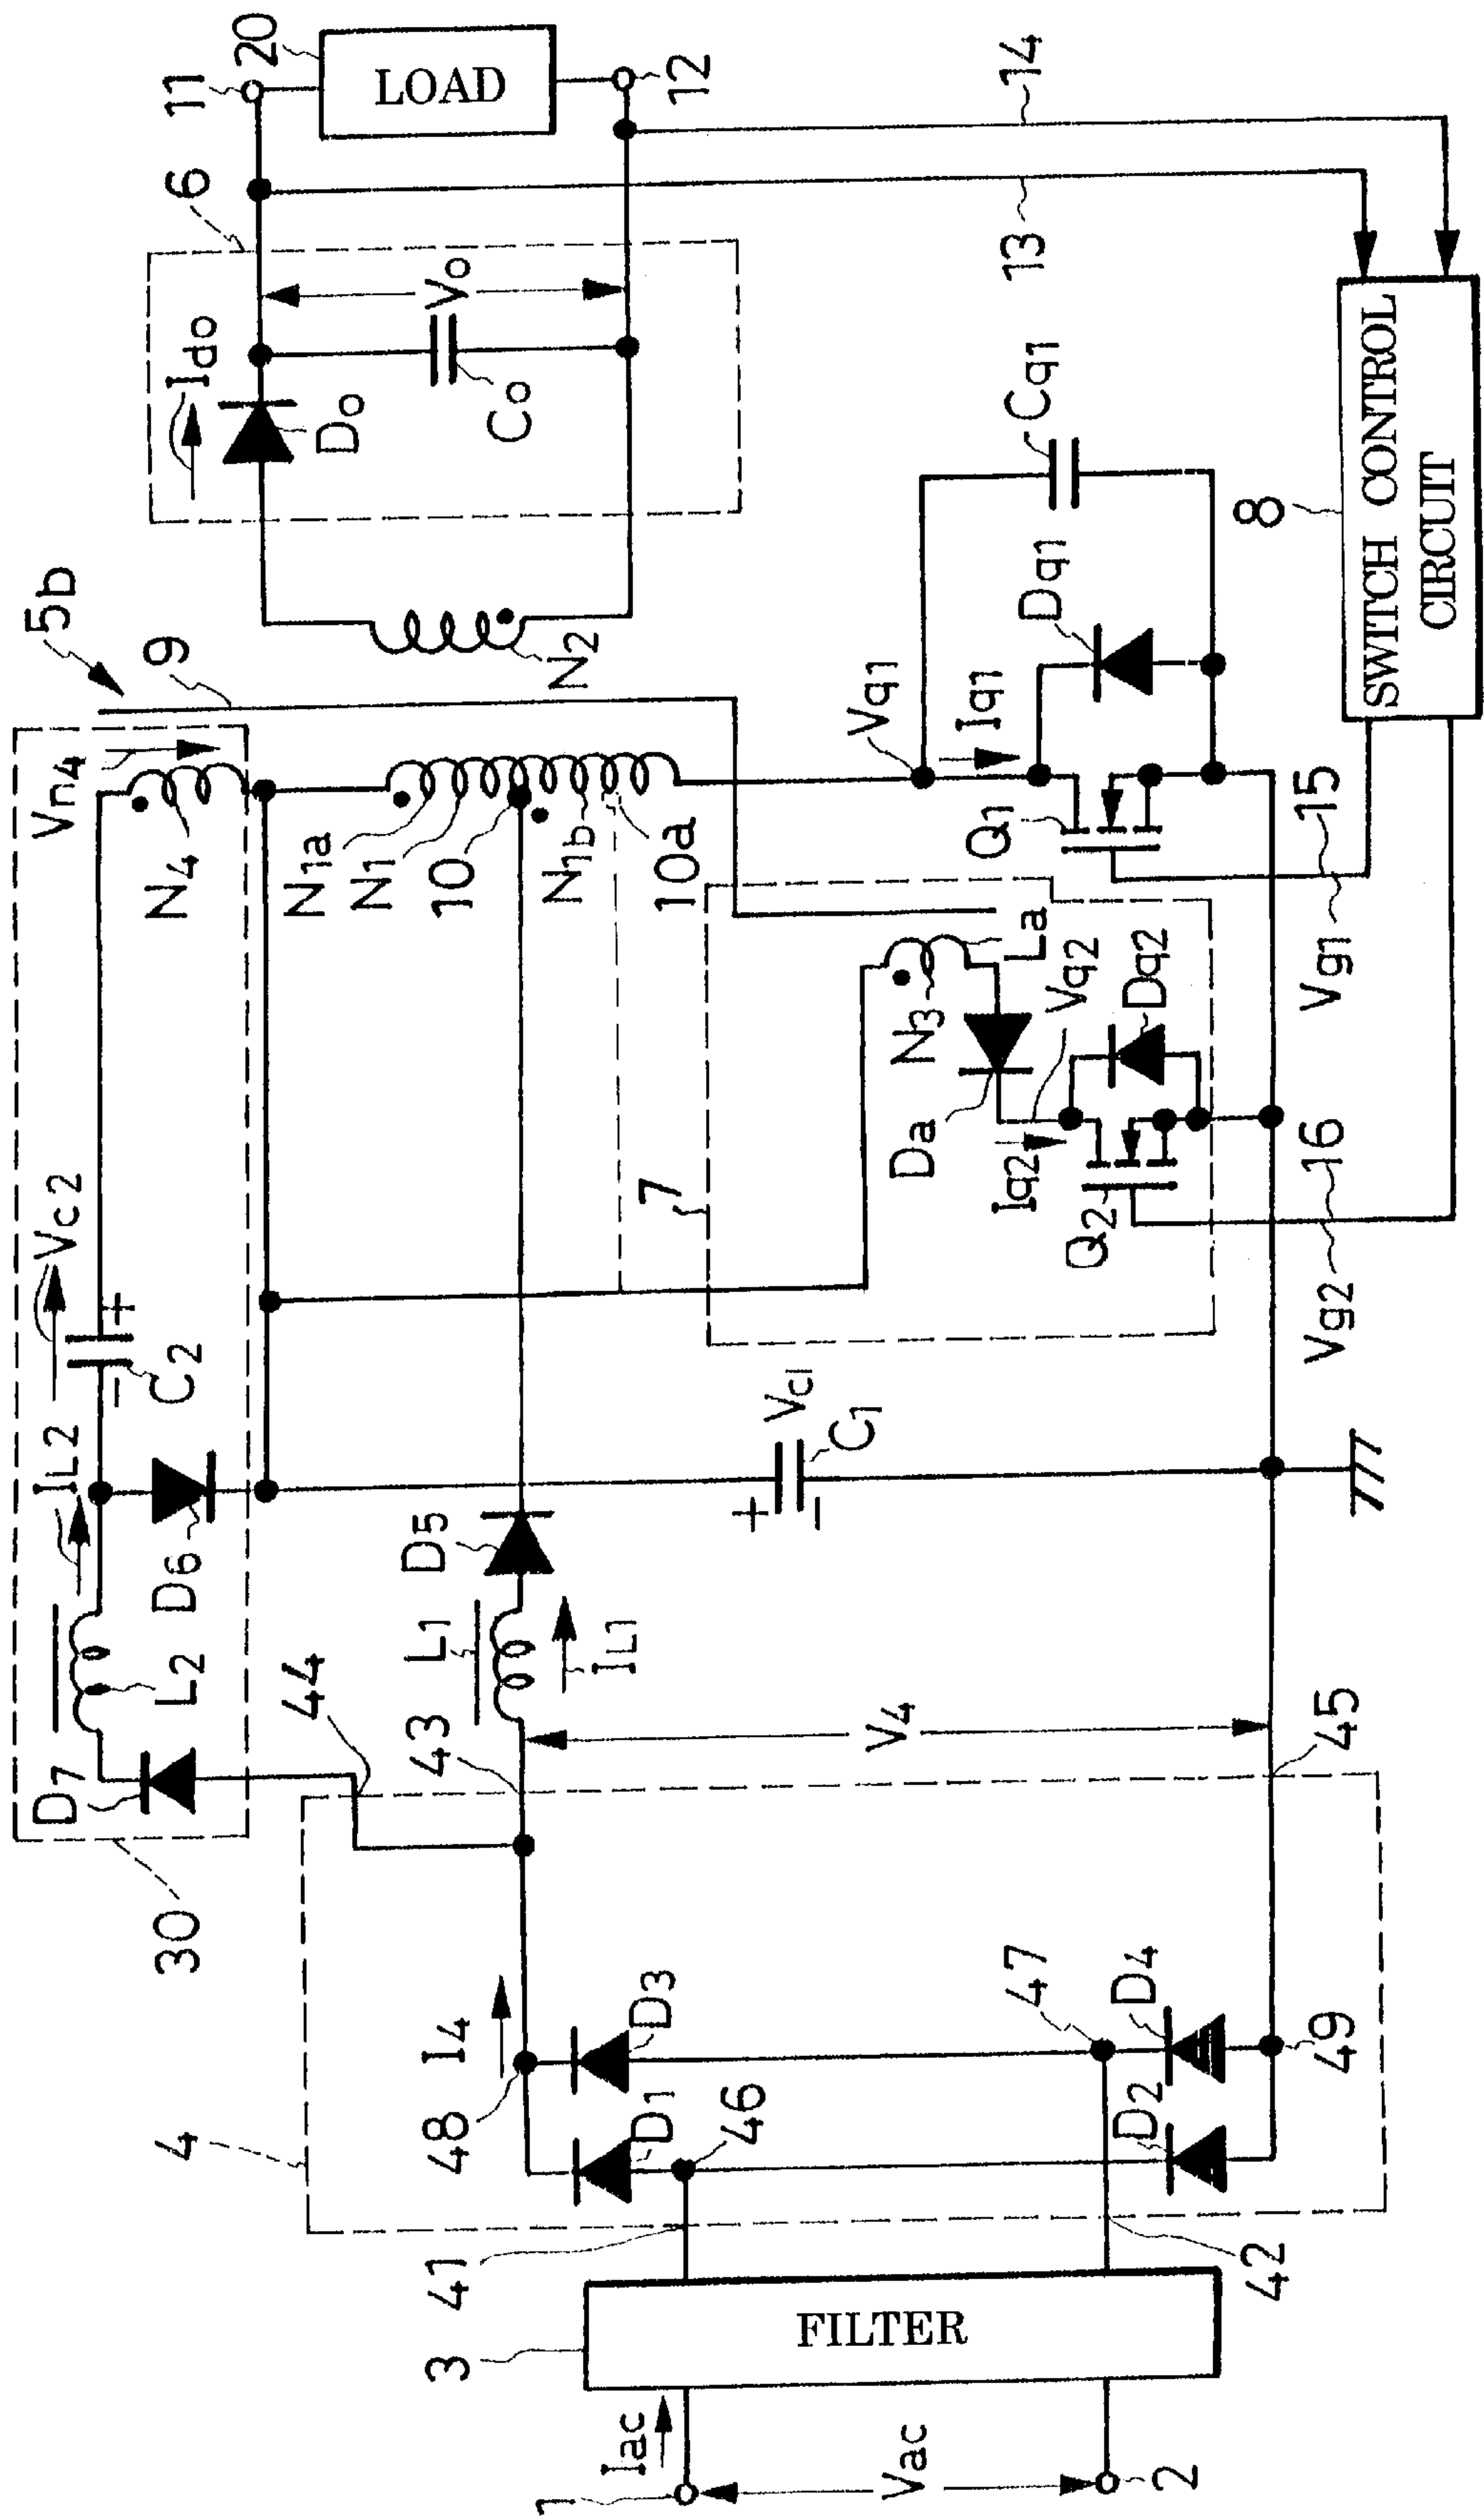 5b
30
D7
L2
IL2
Vc2
C2
+
-
D6
Vn4
N4
9
6
Ido
Do
Co
Vo
11
20
LOAD
12
44
43
L1
IL1
D5
N1a
N1
10
N1b
10a
N2
4
48
I4
D3
D1
46
47
D4
D2
49
V4
45
+
-
Vc1
C1
7
N3
La
Da
Vq2
Iq2
Dq2
Q2
Vq1
Iq1
Q1
Dq1
Cq1
13
14
41
42
3
FILTER
1
Iac
Vac
2
Vg2
16
Vg1
15
8
SWITCH CONTROL
CIRCUIT